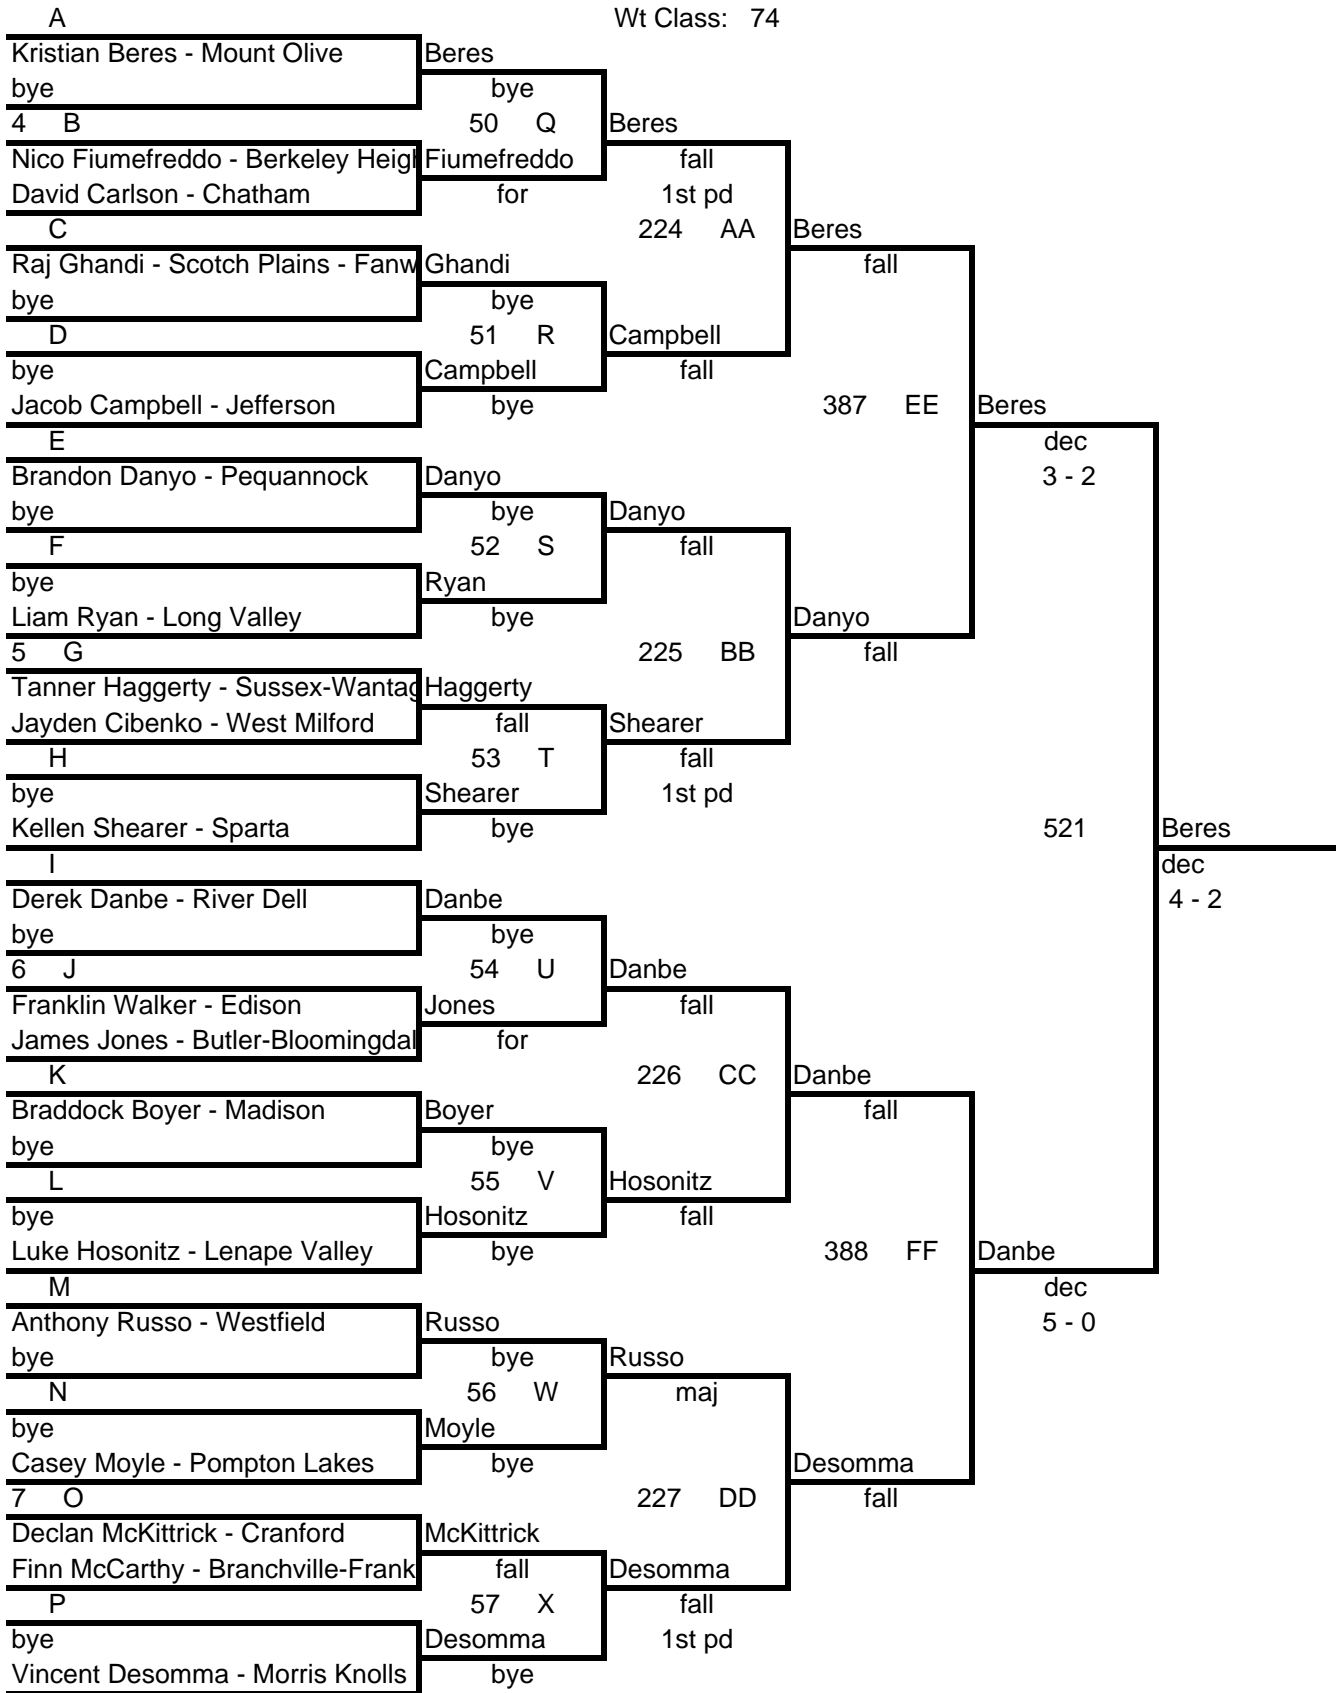 A Wt Class: 74
Kristian Beres - Mount Olive Beres
bye bye
4 B 50 Q Beres
Nico Fiumefreddo - Berkeley Heigh Fiumefreddo fall
David Carlson - Chatham for 1st pd
C 224 AA Beres
Raj Ghandi - Scotch Plains - Fanw Ghandi fall
bye bye
D 51 R Campbell
bye Campbell fall
Jacob Campbell - Jefferson bye 387 EE Beres
E dec
Brandon Danyo - Pequannock Danyo 3 - 2
bye bye Danyo
F 52 S fall
bye Ryan
Liam Ryan - Long Valley bye Danyo
5 G 225 BB fall
Tanner Haggerty - Sussex-Wantag Haggerty
Jayden Cibenko - West Milford fall Shearer
H 53 T fall
bye Shearer 1st pd
Kellen Shearer - Sparta bye 521 Beres
I dec
Derek Danbe - River Dell Danbe 4 - 2
bye bye
6 J 54 U Danbe
Franklin Walker - Edison Jones fall
James Jones - Butler-Bloomingdal for
K 226 CC Danbe
Braddock Boyer - Madison Boyer fall
bye bye
L 55 V Hosonitz
bye Hosonitz fall
Luke Hosonitz - Lenape Valley bye 388 FF Danbe
M dec
Anthony Russo - Westfield Russo 5 - 0
bye bye Russo
N 56 W maj
bye Moyle
Casey Moyle - Pompton Lakes bye Desomma
7 O 227 DD fall
Declan McKittrick - Cranford McKittrick
Finn McCarthy - Branchville-Frank fall Desomma
P 57 X fall
bye Desomma 1st pd
Vincent Desomma - Morris Knolls bye